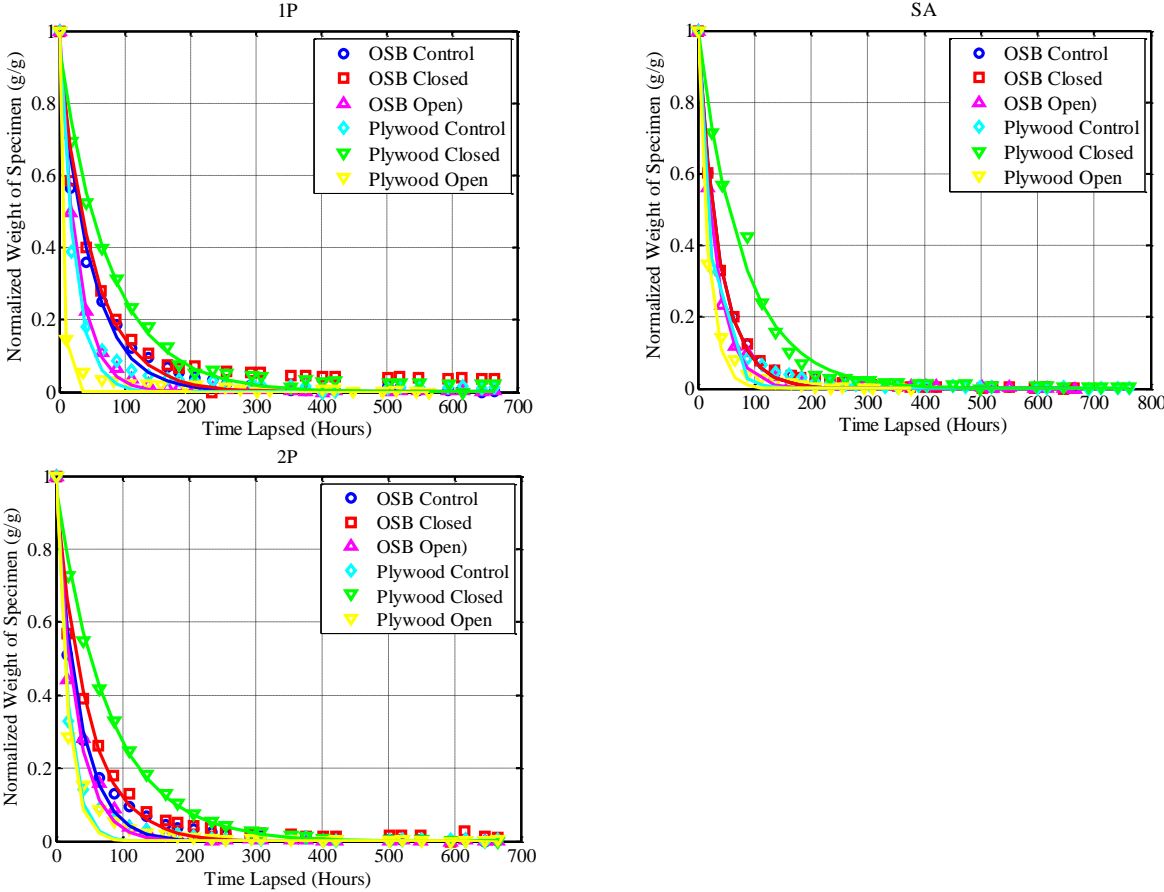 1P
Normalized Weight of Specimen (g/g)
1
0.8
0.6
0.4
0.2
0
0 100 200 300 400 500 600 700
Time Lapsed (Hours)
OSB Control
OSB Closed
OSB Open)
Plywood Control
Plywood Closed
Plywood Open
SA
Normalized Weight of Specimen (g/g)
1
0.8
0.6
0.4
0.2
0
0 100 200 300 400 500 600 700 800
Time Lapsed (Hours)
OSB Control
OSB Closed
OSB Open)
Plywood Control
Plywood Closed
Plywood Open
2P
Normalized Weight of Specimen (g/g)
1
0.8
0.6
0.4
0.2
0
0 100 200 300 400 500 600 700
Time Lapsed (Hours)
OSB Control
OSB Closed
OSB Open)
Plywood Control
Plywood Closed
Plywood Open